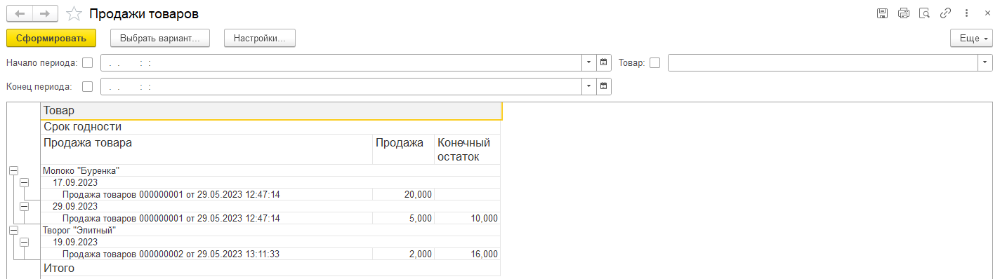 Продажи товаров
Сформировать Выбрать вариант... Настройки... Еще
Начало периода: . . : : Товар:
Конец периода: . . : :
Товар
Срок годности
Продажа товара Продажа Конечный
остаток
Молоко "Буренка"
17.09.2023
Продажа товаров 000000001 от 29.05.2023 12:47:14 20,000
29.09.2023
Продажа товаров 000000001 от 29.05.2023 12:47:14 5,000 10,000
Творог "Элитный"
19.09.2023
Продажа товаров 000000002 от 29.05.2023 13:11:33 2,000 16,000
Итого